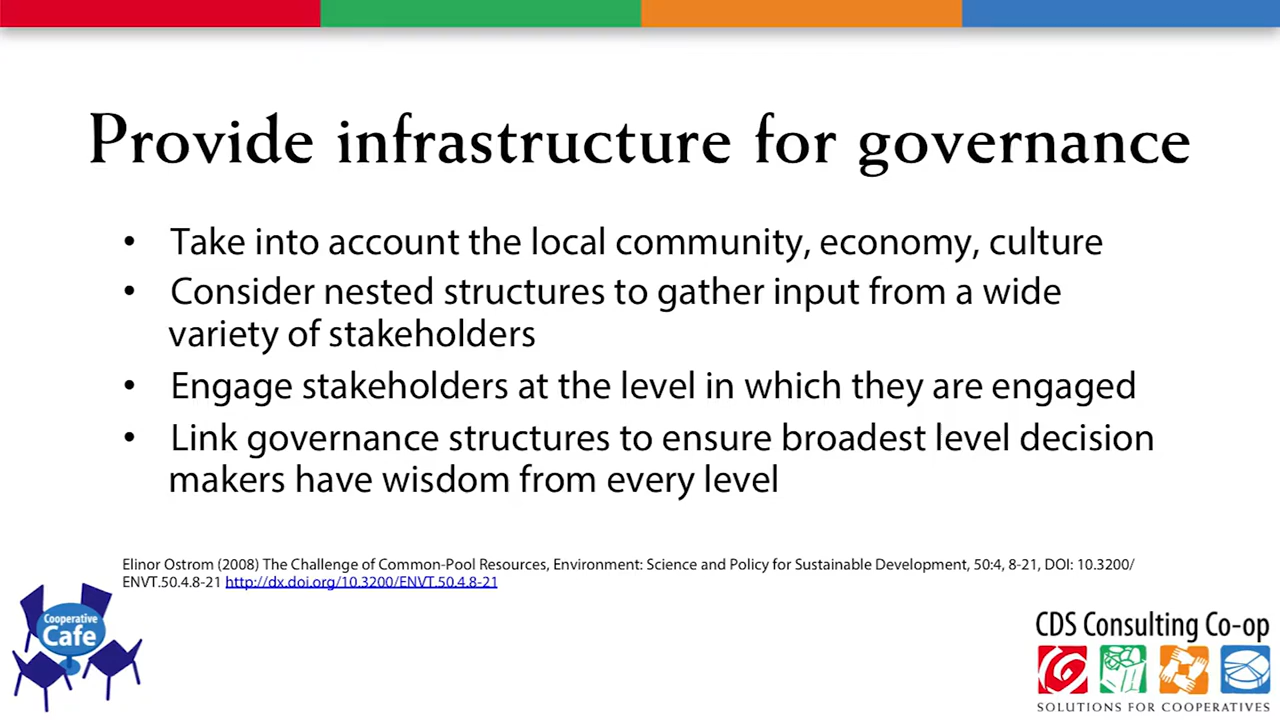 Provide infrastructure for governance
• Take into account the local community, economy, culture
• Consider nested structures to gather input from a wide
variety of stakeholders
• Engage stakeholders at the level in which they are engaged
• Link governance structures to ensure broadest level decision
makers have wisdom from every level
Elinor Ostrom (2008) The Challenge of Common-Pool Resources, Environment: Science and Policy for Sustainable Development, 50:4, 8-21, DOI: 10.3200/
ENVT.50.4.8-21 http://dx.doi.org/10.3200/ENVT.50.4.8-21
Cooperative
Cafe
CDS Consulting Co-op
SOLUTIONS FOR COOPERATIVES